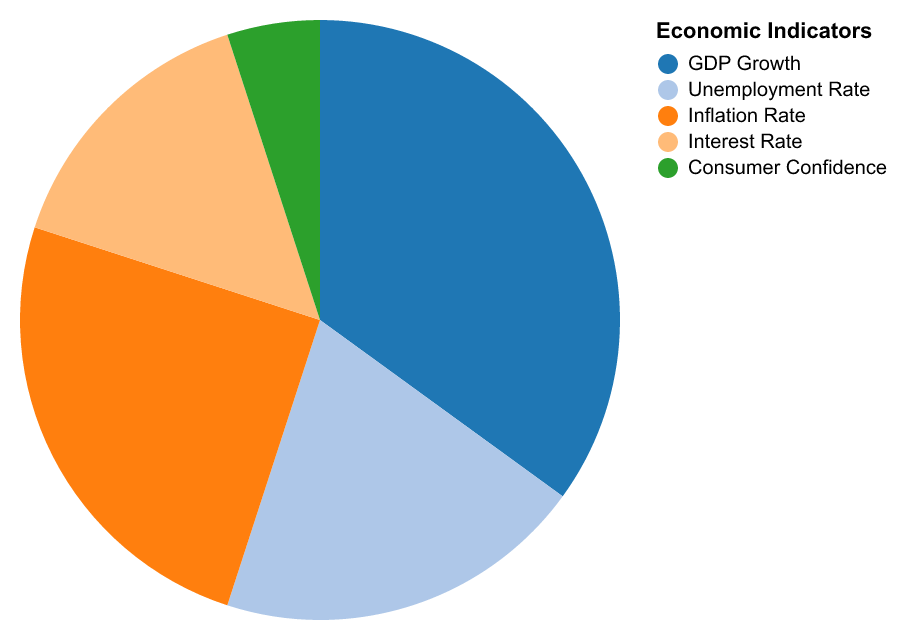 Economic Indicators
GDP Growth
Unemployment Rate
Inflation Rate
Interest Rate
Consumer Confidence